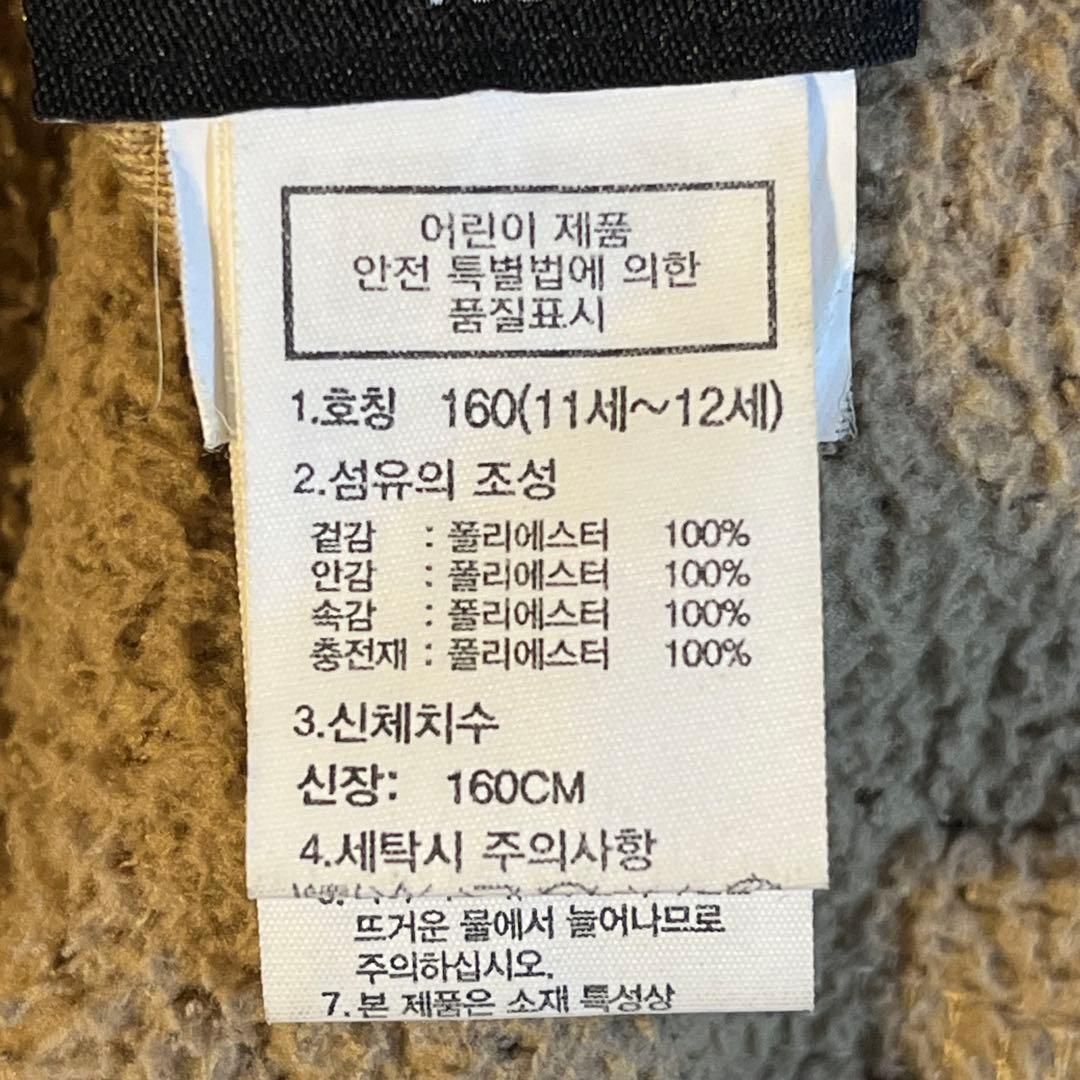 어린이 제품
안전 특별법에 의한
품질표시
1.호칭 160(11세~12세)
2.섬유의 조성
겉감 : 폴리에스터 100%
안감 : 폴리에스터 100%
속감 : 폴리에스터 100%
충전재 : 폴리에스터 100%
3.신체치수
신장: 160CM
4.세탁시 주의사항
뜨거운 물에서 늘어나므로
주의하십시오.
7.본 제품은 소재 특성상